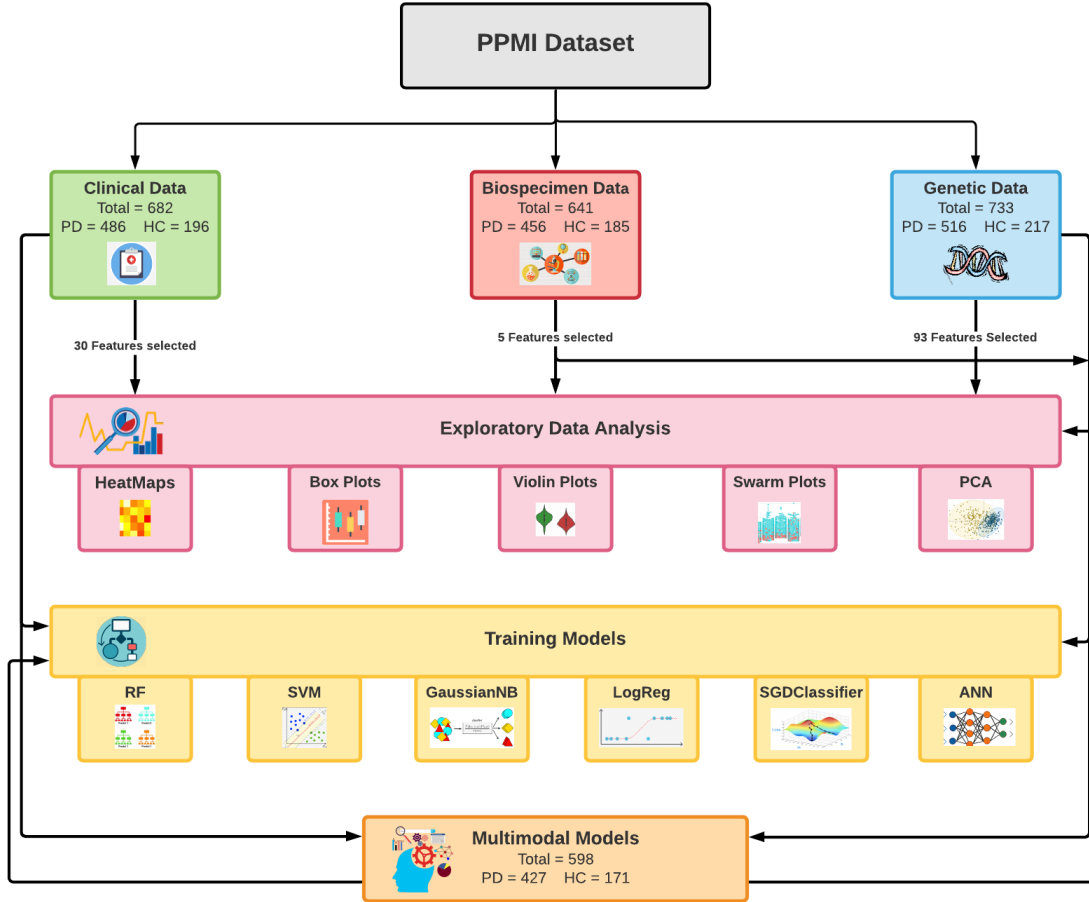 PPMI Dataset
Clinical Data
Total = 682
PD = 486 HC = 196
Biospecimen Data
Total = 641
PD = 456 HC = 185
Genetic Data
Total = 733
PD = 516 HC = 217
30 Features selected
5 Features selected
93 Features Selected
Exploratory Data Analysis
HeatMaps
Box Plots
Violin Plots
Swarm Plots
PCA
Training Models
RF
SVM
GaussianNB
LogReg
SGDClassifier
ANN
Multimodal Models
Total = 598
PD = 427 HC = 171